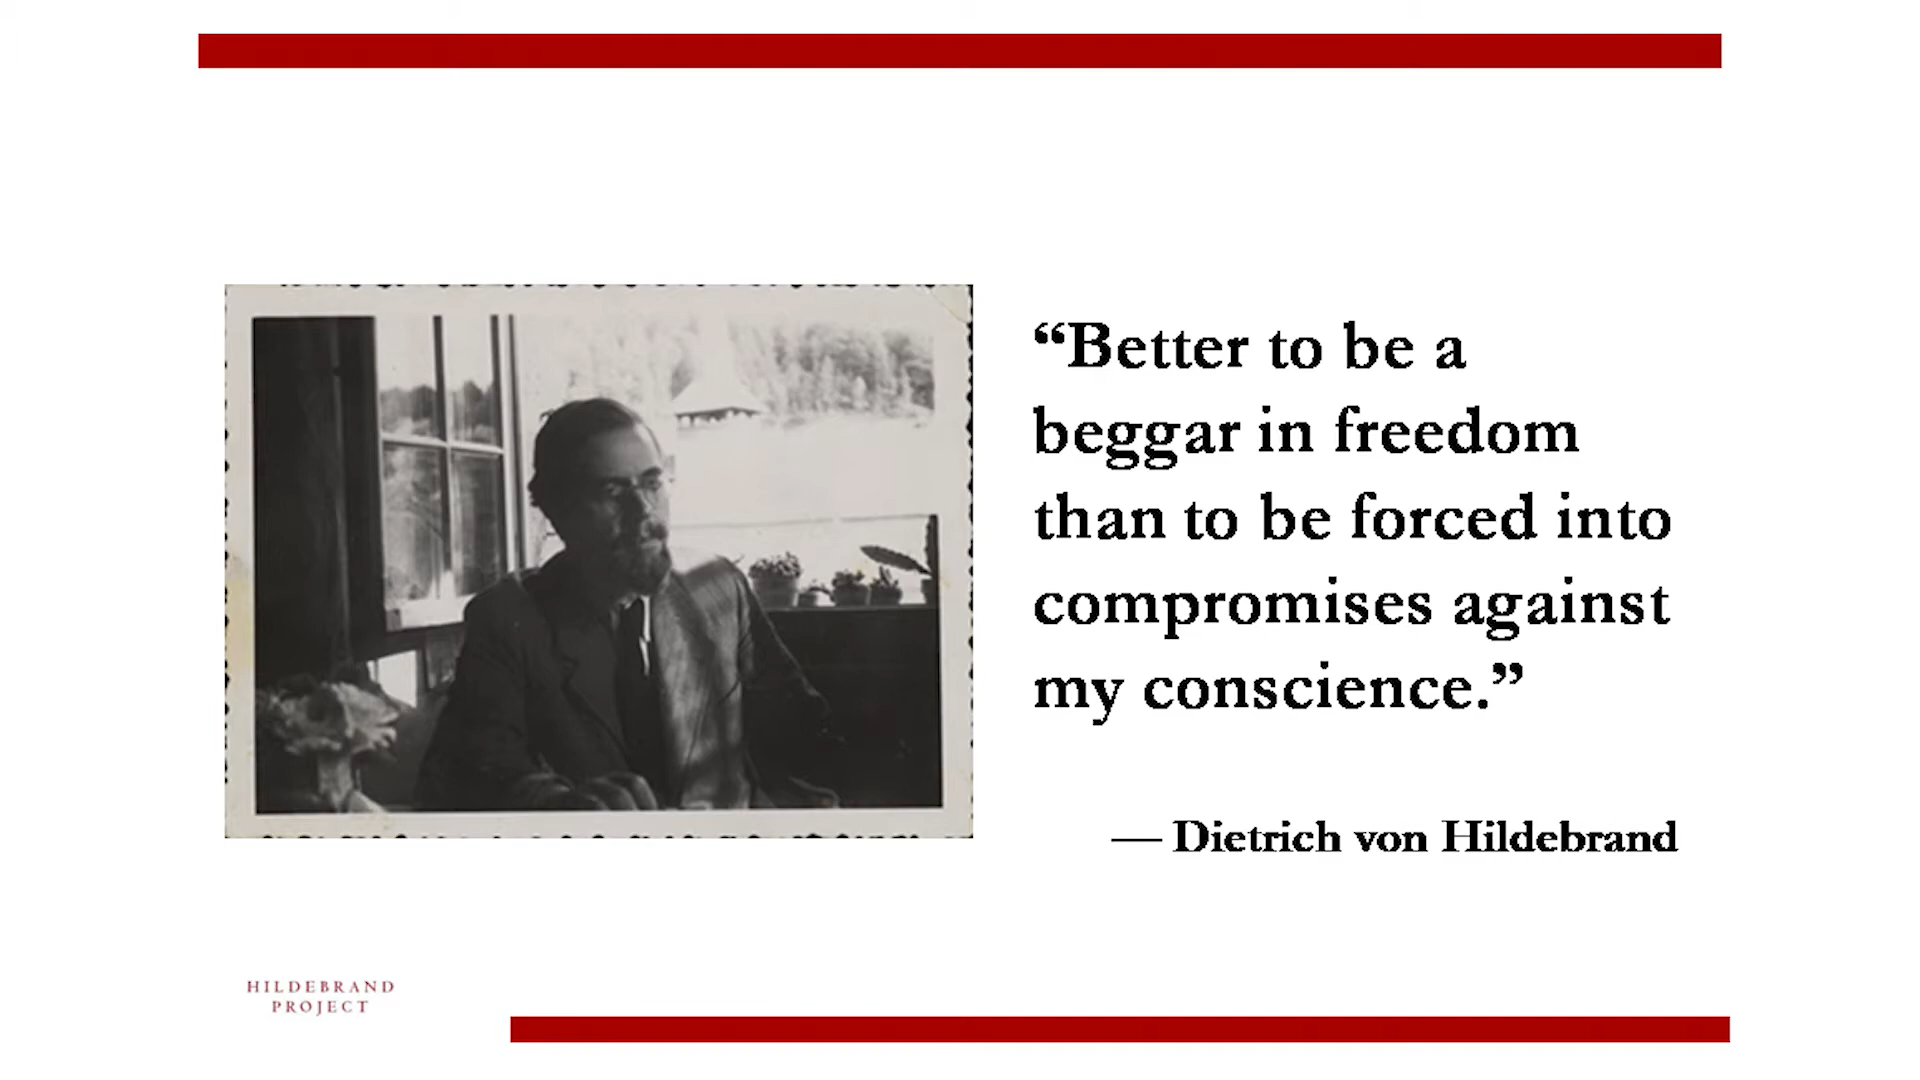 “Better to be a
beggar in freedom
than to be forced into
compromises against
my conscience.”
— Dietrich von Hildebrand
HILDEBRAND
PROJECT